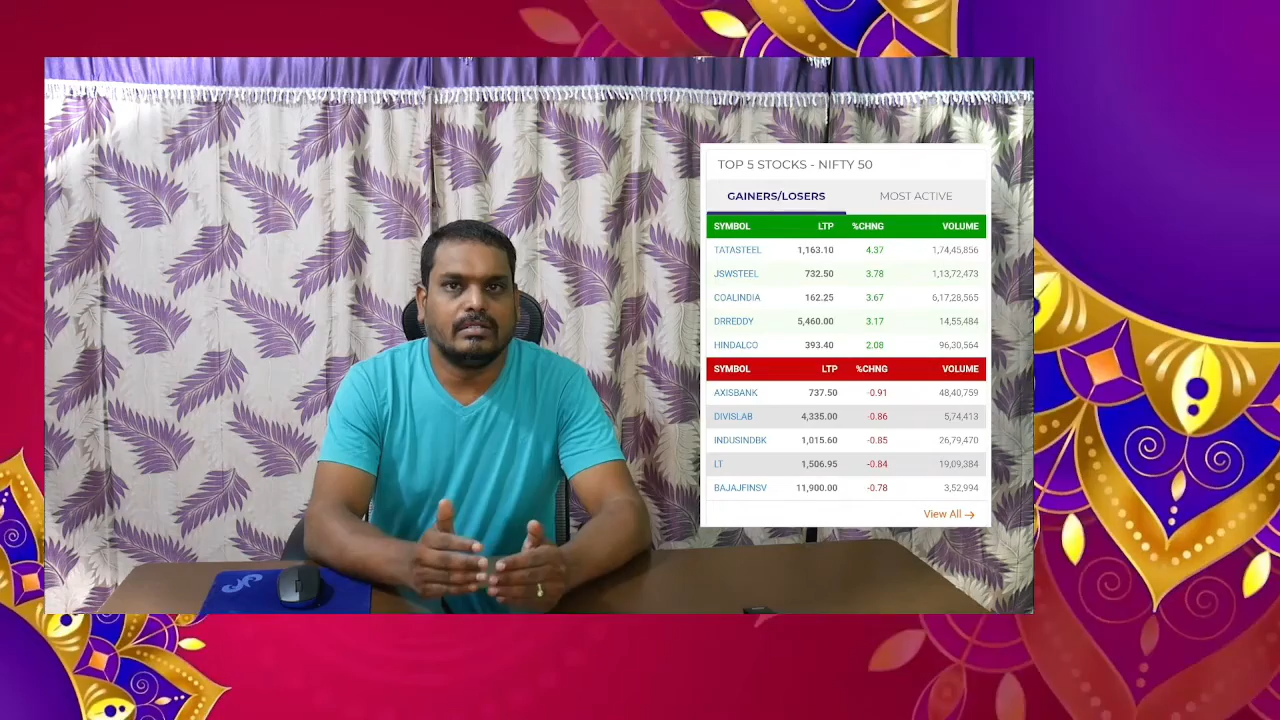 TOP 5 STOCKS - NIFTY 50
GAINERS/LOSERS MOST ACTIVE
SYMBOL LTP %CHNG VOLUME
TATASTEEL 1,163.10 4.37 1,74,45,856
JSWSTEEL 732.50 3.78 1,13,72,473
COALINDIA 162.25 3.67 6,17,28,565
DRREDDY 5,460.00 3.17 14,55,484
HINDALCO 393.40 2.08 96,30,564
SYMBOL LTP %CHNG VOLUME
AXISBANK 737.50 -0.91 48,40,759
DIVISLAB 4,335.00 -0.86 5,74,413
INDUSINDBK 1,015.60 -0.85 26,79,470
LT 1,506.95 -0.84 19,09,384
BAJAJFINSV 11,900.00 -0.78 3,52,994
View All →